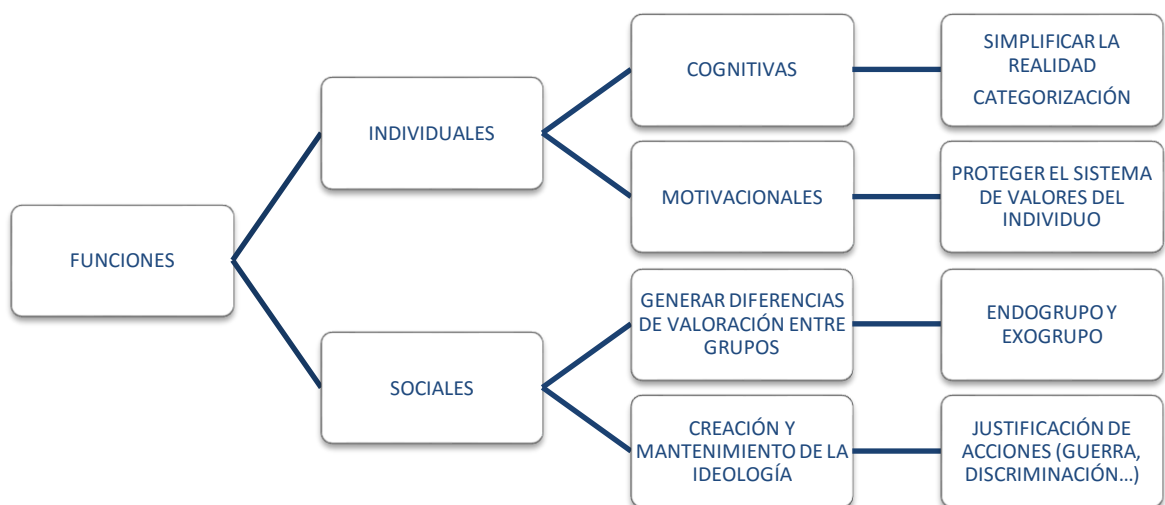 FUNCIONES
INDIVIDUALES
COGNITIVAS
SIMPLIFICAR LA
REALIDAD
CATEGORIZACIÓN
MOTIVACIONALES
PROTEGER EL SISTEMA
DE VALORES DEL
INDIVIDUO
SOCIALES
GENERAR DIFERENCIAS
DE VALORACIÓN ENTRE
GRUPOS
ENDOGRUPO Y
EXOGRUPO
CREACIÓN Y
MANTENIMIENTO DE LA
IDEOLOGÍA
JUSTIFICACIÓN DE
ACCIONES (GUERRA,
DISCRIMINACIÓN...)